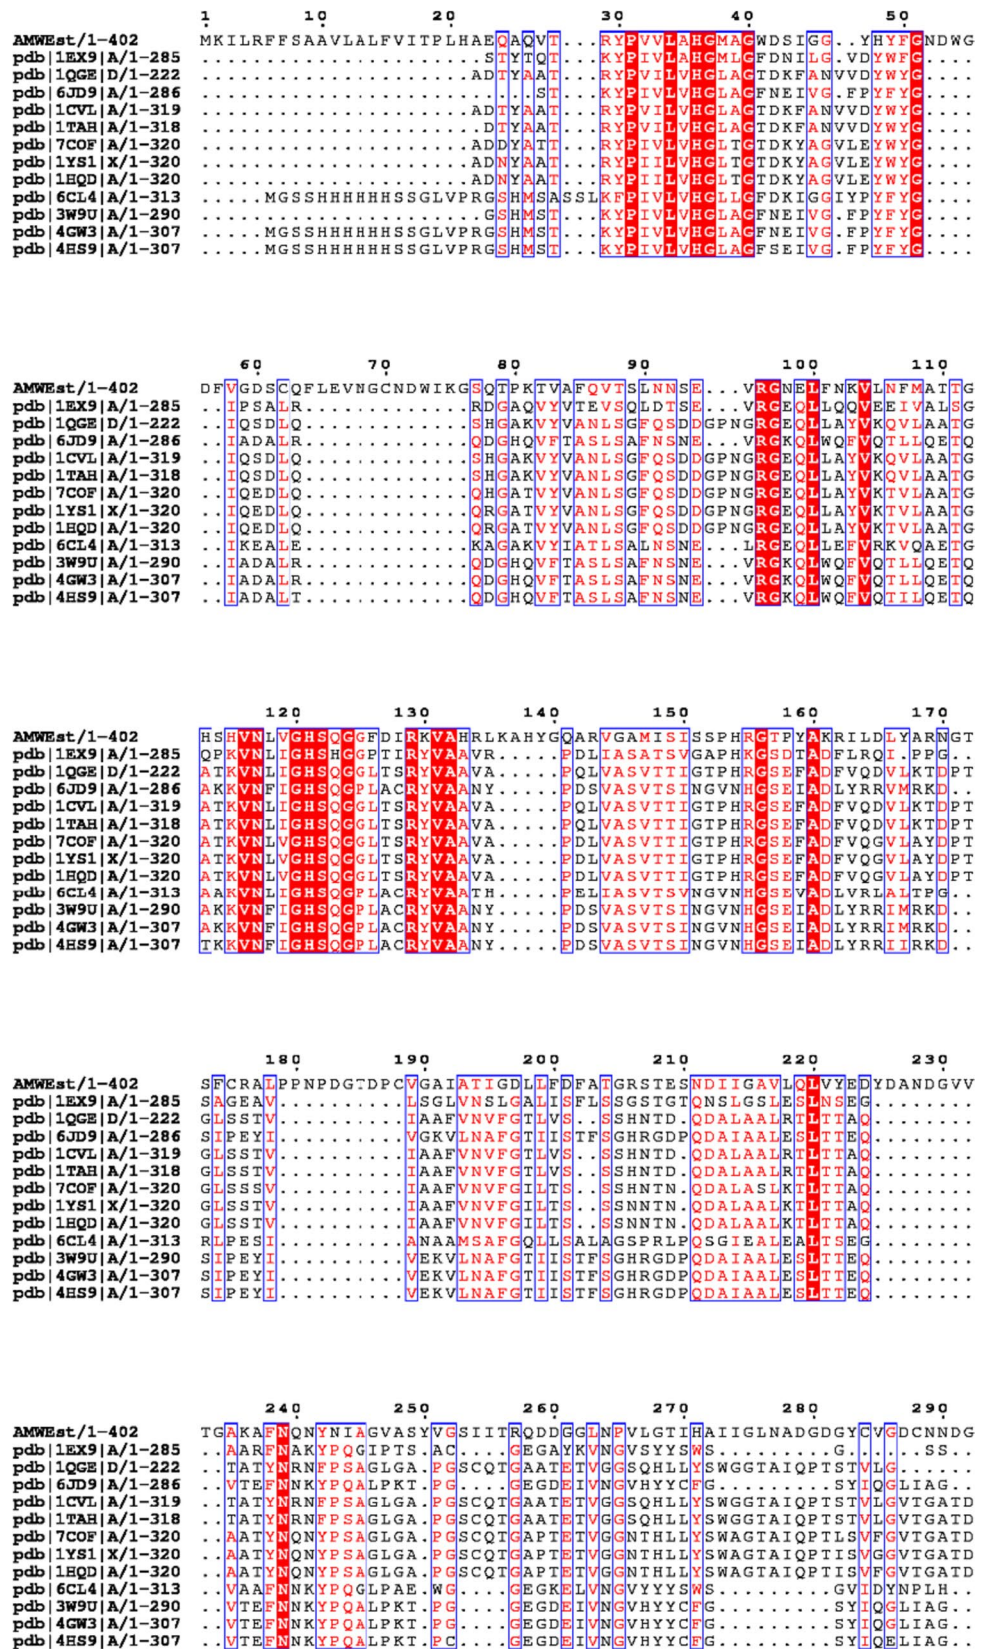 1 10 20 30 40 50
AMWEst/1-402 MKILRFFSAAVLALFVITPLHAEQAQVT...RYPVVLAHGMAGWDSIGG..YHYFGNDWG
pdb|1EX9|A/1-285 ......................STYTQT...KYPIVLAHGMLGFDNILG.VDYWFG....
pdb|1QGE|D/1-222 .....................ADTYAAT...RYPVILVHGLAGTDKFANVVDYWYG....
pdb|6JD9|A/1-286 ..........................ST...KYPIVLVHGLAGFNEIVG.FPYFYG....
pdb|1CVL|A/1-319 .....................ADTYAAT...RYPVILVHGLAGTDKFANVVDYWYG....
pdb|1TAH|A/1-318 ......................DTYAAT...RYPVILVHGLAGTDKFANVVDYWYG....
pdb|7COF|A/1-320 .....................ADDYATT...RYPIILVHGLTGTDKYAGVLEYWYG....
pdb|1YS1|X/1-320 .....................ADNYAAT...RYPIILVHGLTGTDKYAGVLEYWYG....
pdb|1HQD|A/1-320 .....................ADNYAAT...RYPIILVHGLTGTDKYAGVLEYWYG....
pdb|6CL4|A/1-313 .....MGSSHHHHHHSSGLVPRGSHMSASSLKFPIVLVHGLLGFDKIGGIYPYFYG....
pdb|3W9U|A/1-290 ......................GSHMST...KYPIVLVHGLAGFNEIVG.FPYFYG....
pdb|4GW3|A/1-307 .....MGSSHHHHHHSSGLVPRGSHMST...KYPIVLVHGLAGFNEIVG.FPYFYG....
pdb|4HS9|A/1-307 .....MGSSHHHHHHSSGLVPRGSHMST...KYPIVLVHGLAGFSEIVG.FPYFYG....
60 70 80 90 100 110
AMWEst/1-402 DFVGDSCQFLEVNGCNDWIKGSQTPKTVAFQVTSLNNSE...VRGNELFNKVLNFMATTG
pdb|1EX9|A/1-285 ..IPSALR.............RDGAQVYVTEVSQLDTSE...VRGEQLLQQVEEIVALSG
pdb|1QGE|D/1-222 ..IQSDLQ.............SHGAKVYVANLSGFQSDDGPNGRGEQLLAYVKQVLAATG
pdb|6JD9|A/1-286 ..IADALR.............QDGHQVFTASLSAFNSNE...VRGKQLWQFVQTLLQETQ
pdb|1CVL|A/1-319 ..IQSDLQ.............SHGAKVYVANLSGFQSDDGPNGRGEQLLAYVKQVLAATG
pdb|1TAH|A/1-318 ..IQSDLQ.............SHGAKVYVANLSGFQSDDGPNGRGEQLLAYVKQVLAATG
pdb|7COF|A/1-320 ..IQEDLQ.............QHGATVYVANLSGFQSDDGPNGRGEQLLAYVKTVLAATG
pdb|1YS1|X/1-320 ..IQEDLQ.............QRGATVYVANLSGFQSDDGPNGRGEQLLAYVKTVLAATG
pdb|1HQD|A/1-320 ..IQEDLQ.............QRGATVYVANLSGFQSDDGPNGRGEQLLAYVKTVLAATG
pdb|6CL4|A/1-313 ..IKEALE.............KAGAKVYIATLSALNSNE...LRGEQLLEFVRKVQAETG
pdb|3W9U|A/1-290 ..IADALR.............QDGHQVFTASLSAFNSNE...VRGKQLWQFVQTLLQETQ
pdb|4GW3|A/1-307 ..IADALR.............QDGHQVFTASLSAFNSNE...VRGKQLWQFVQTLLQETQ
pdb|4HS9|A/1-307 ..IADALT.............QDGHQVFTASLSAFNSNE...VRGKQLWQFVQTILQETQ
120 130 140 150 160 170
AMWEst/1-402 HSHVNLVGHSQGGFDIRKVAHRLKAHYGQARVGAMISISSPHRGTPYAKRILDLYARNGT
pdb|1EX9|A/1-285 QPKVNLIGHSHGGPTIRYVAAVR.....PDLIASATSVGAPHKGSDTADFLRQI.PPG..
pdb|1QGE|D/1-222 ATKVNLIGHSQGGLTSRYVAAVA.....PQLVASVTTIGTPHRGSEFADFVQDVLKTDPT
pdb|6JD9|A/1-286 AKKVNFIGHSQGPLACRYVAANY.....PDSVASVTSINGVNHGSEIADLYRRVMRKD..
pdb|1CVL|A/1-319 ATKVNLIGHSQGGLTSRYVAAVA.....PQLVASVTTIGTPHRGSEFADFVQDVLKTDPT
pdb|1TAH|A/1-318 ATKVNLIGHSQGGLTSRYVAAVA.....PQLVASVTTIGTPHRGSEFADFVQDVLKTDPT
pdb|7COF|A/1-320 ATKVNLVGHSQGGLTSRYVAAVA.....PDLVASVTTIGTPHRGSEFADFVQGVLAYDPT
pdb|1YS1|X/1-320 ATKVNLVGHSQGGLTSRYVAAVA.....PDLVASVTTIGTPHRGSEFADFVQGVLAYDPT
pdb|1HQD|A/1-320 ATKVNLVGHSQGGLTSRYVAAVA.....PDLVASVTTIGTPHRGSEFADFVQGVLAYDPT
pdb|6CL4|A/1-313 AAKVNLIGHSQGPLACRYVAATH.....PELIASVTSVNGVNHGSEVADLVRLALTPG..
pdb|3W9U|A/1-290 AKKVNFIGHSQGPLACRYVAANY.....PDSVASVTSINGVNHGSEIADLYRRIMRKD..
pdb|4GW3|A/1-307 AKKVNFIGHSQGPLACRYVAANY.....PDSVASVTSINGVNHGSEIADLYRRIMRKD..
pdb|4HS9|A/1-307 TKKVNFIGHSQGPLACRYVAANY.....PDSVASVTSINGVNHGSEIADLYRRIIRKD..
180 190 200 210 220 230
AMWEst/1-402 SFCRALPPNPDGTDPCVGAIATIGDLLFDFATGRSTESNDIIGAVLQLVYEDYDANDGVV
pdb|1EX9|A/1-285 SAGEAV..........LSGLVNSLGALISFLSSGSTGTQNSLGSLESLNSEG........
pdb|1QGE|D/1-222 GLSSTV..........IAAFVNVFGTLVS..SSHNTD.QDALAALRTLTTAQ........
pdb|6JD9|A/1-286 SIPEYI..........VGKVLNAFGTIISTFSGHRGDPQDAIAALESLTTEQ........
pdb|1CVL|A/1-319 GLSSTV..........IAAFVNVFGTLVS..SSHNTD.QDALAALRTLTTAQ........
pdb|1TAH|A/1-318 GLSSTV..........IAAFVNVFGTLVS..SSHNTD.QDALAALRTLTTAQ........
pdb|7COF|A/1-320 GLSSSV..........IAAFVNVFGILTS..SSHNTN.QDALASLKTLTTAQ........
pdb|1YS1|X/1-320 GLSSTV..........IAAFVNVFGILTS..SSNNTN.QDALAALKTLTTAQ........
pdb|1HQD|A/1-320 GLSSTV..........IAAFVNVFGILTS..SSNNTN.QDALAALKTLTTAQ........
pdb|6CL4|A/1-313 RLPESI..........ANAAMSAFGQLLSALAGSPRLPQSGIEALEALTSEG........
pdb|3W9U|A/1-290 SIPEYI..........VEKVLNAFGTIISTFSGHRGDPQDAIAALESLTTEQ........
pdb|4GW3|A/1-307 SIPEYI..........VEKVLNAFGTIISTFSGHRGDPQDAIAALESLTTEQ........
pdb|4HS9|A/1-307 SIPEYI..........VEKVLNAFGTIISTFSGHRGDPQDAIAALESLTTEQ........
240 250 260 270 280 290
AMWEst/1-402 TGAKAFNQNYNIAGVASYVGSIITRQDDGGLNPVLGTIHAIIGLNADGDGYCVGDCNNDG
pdb|1EX9|A/1-285 ..AARFNAKYPQGIPTS.AC....GEGAYKVNGVSYYSWS..........G.....SS..
pdb|1QGE|D/1-222 ..TATYNRNFPSAGLGA.PGSCQTGAATETVGGSQHLLYSWGGTAIQPTSTVLG......
pdb|6JD9|A/1-286 ..VTEFNNKYPQALPKT.PG....GEGDEIVNGVHYYCFG.........SYIQGLIAG..
pdb|1CVL|A/1-319 ..TATYNRNFPSAGLGA.PGSCQTGAATETVGGSQHLLYSWGGTAIQPTSTVLGVTGATD
pdb|1TAH|A/1-318 ..TATYNRNFPSAGLGA.PGSCQTGAATETVGGSQHLLYSWGGTAIQPTSTVLGVTGATD
pdb|7COF|A/1-320 ..AATYNQNYPSAGLGA.PGSCQTGAPTETVGGNTHLLYSWAGTAIQPTLSVFGVTGATD
pdb|1YS1|X/1-320 ..AATYNQNYPSAGLGA.PGSCQTGAPTETVGGNTHLLYSWAGTAIQPTISVGGVTGATD
pdb|1HQD|A/1-320 ..AATYNQNYPSAGLGA.PGSCQTGAPTETVGGNTHLLYSWAGTAIQPTISVFGVTGATD
pdb|6CL4|A/1-313 ..VAAFNNKYPQGLPAE.WG....GEGKELVNGVYYYSWS.........GVIDYNPLH..
pdb|3W9U|A/1-290 ..VTEFNNKYPQALPKT.PG....GEGDEIVNGVHYYCFG.........SYIQGLIAG..
pdb|4GW3|A/1-307 ..VTEFNNKYPQALPKT.PG....GEGDEIVNGVHYYCFG.........SYIQGLIAG..
pdb|4HS9|A/1-307 ..VTEFNNKYPQALPKT.PC....GEGDEIVNGVHYYCFG.........SYIQELIAG..